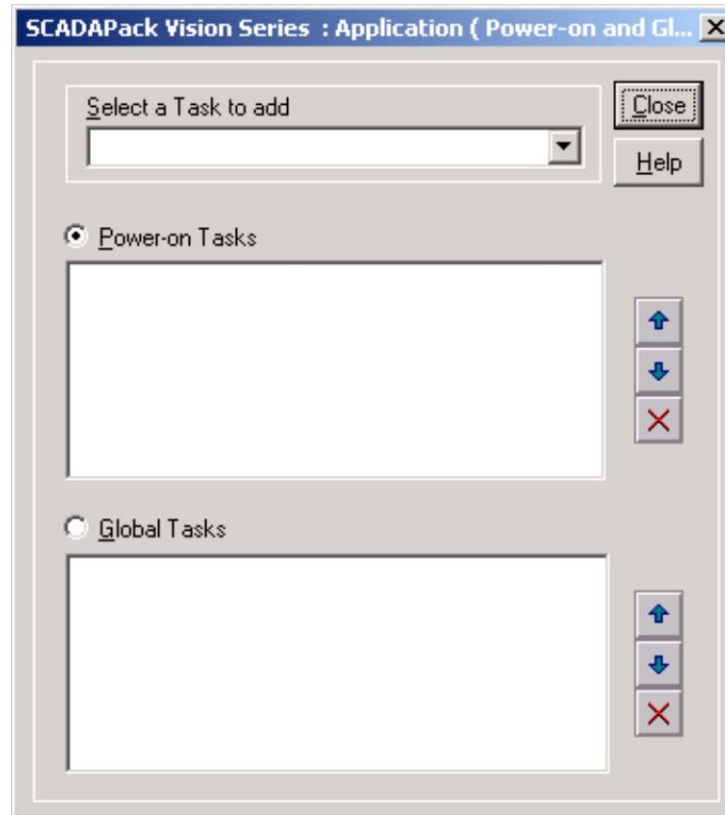 SCADAPack Vision Series : Application ( Power-on and Gl...
Select a Task to add
Close
Help
Power-on Tasks
Global Tasks